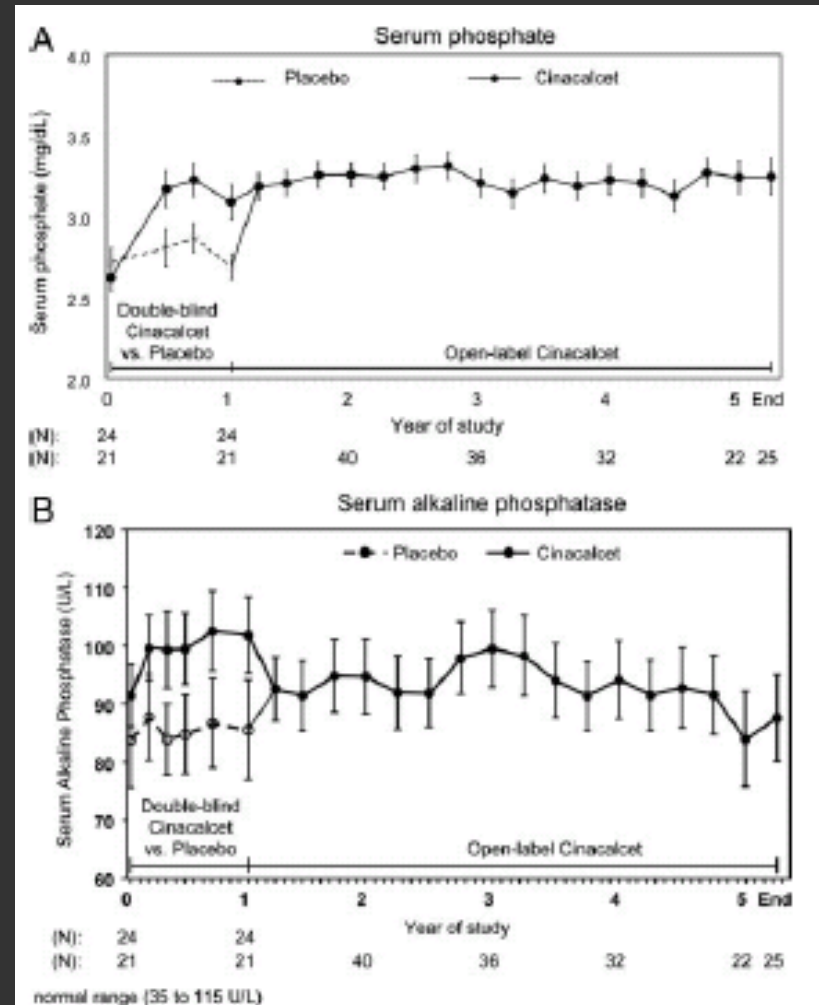 A
Serum phosphate
4.0
Placebo
Cinacalcet
3.5
3.0
2.5
2.0
Serum phosphate (mg/dL)
Double-blind
Cinacalcet
vs. Placebo
Open-label Cinacalcet
0 1 2 3 4 5 End
Year of study
(N): 24 24
(N): 21 21 40 36 32 22 25
B
Serum alkaline phosphatase
120
Placebo
Cinacalcet
110
100
90
80
70
60
Serum Alkaline Phosphatase (U/L)
Double-blind
Cinacalcet
vs. Placebo
Open-label Cinacalcet
0 1 2 3 4 5 End
Year of study
(N): 24 24
(N): 21 21 40 36 32 22 25
normal range (35 to 115 U/L)